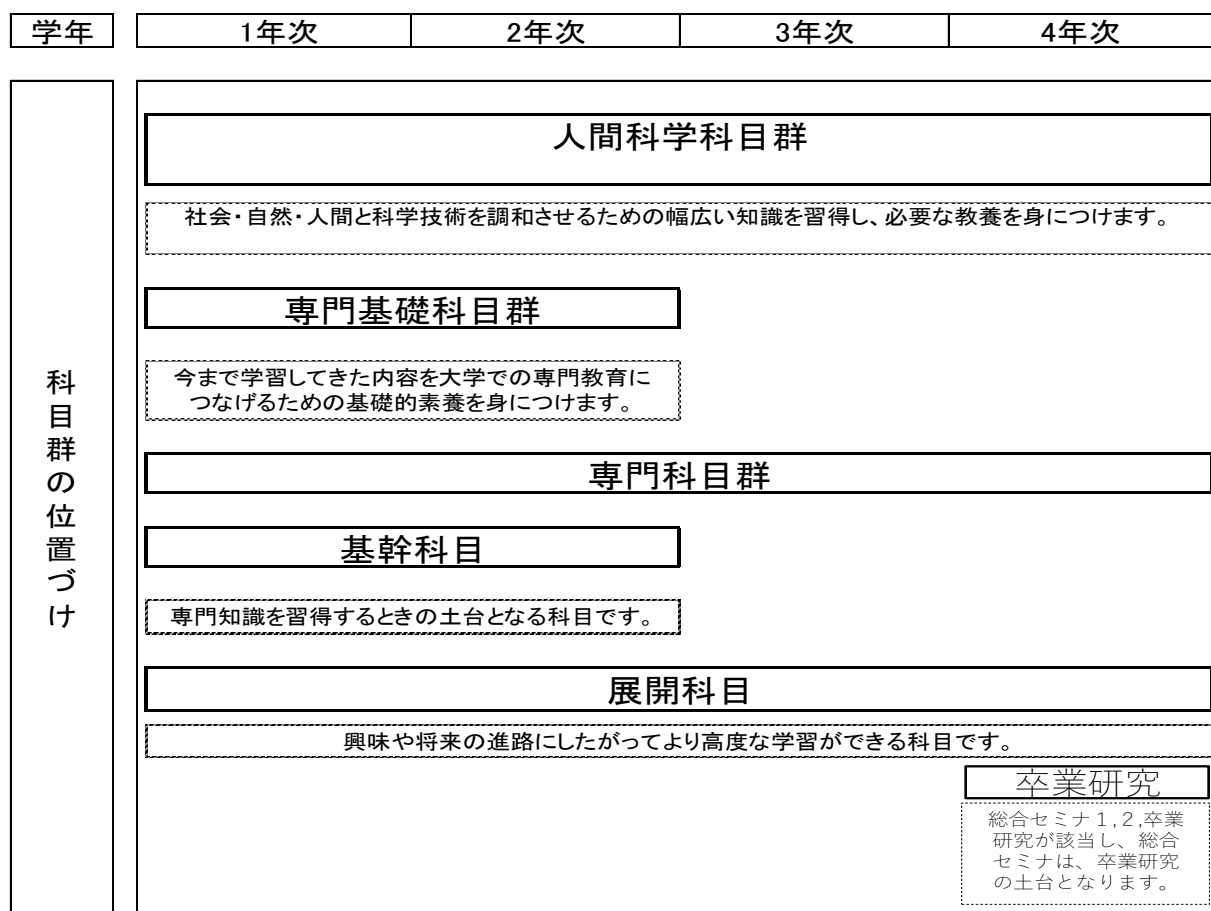 学年
1年次
2年次
3年次
4年次
科目群の位置づけ
人間科学科目群
社会・自然・人間と科学技術を調和させるための幅広い知識を習得し、必要な教養を身につけます。
専門基礎科目群
今まで学習してきた内容を大学での専門教育に
つなげるための基礎的素養を身につけます。
専門科目群
基幹科目
専門知識を習得するときの土台となる科目です。
展開科目
興味や将来の進路にしたがってより高度な学習ができる科目です。
卒業研究
総合セミナ1,2,卒業
研究が該当し、総合
セミナは、卒業研究
の土台となります。